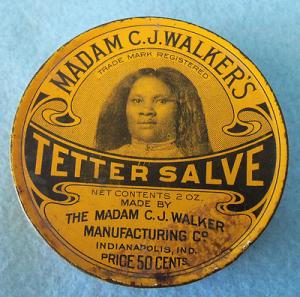 MADAM C.J. WALKER'S
TRADE MARK REGISTERED
TETTER SALVE
NET CONTENTS 2 OZ.
MADE BY
THE MADAM C.J. WALKER
MANUFACTURING CO
INDIANAPOLIS, IND.
PRICE 50 CENTS